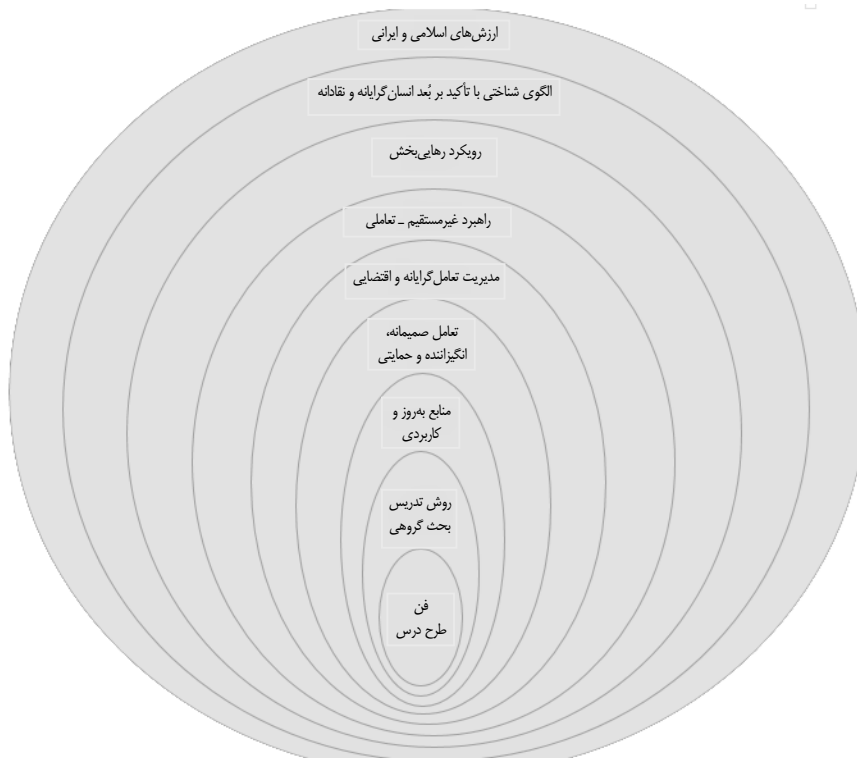 ارزش‌های اسلامی و ایرانی
الگوی شناختی با تأکید بر بُعد انسان‌گرایانه و نقادانه
رویکرد رهایی‌بخش
راهبرد غیرمستقیم ـ تعاملی
مدیریت تعامل‌گرایانه و اقتضایی
تعامل صمیمانه،
انگیزاننده و حمایتی
منابع به‌روز و
کاربردی
روش تدریس
بحث گروهی
فن
طرح درس